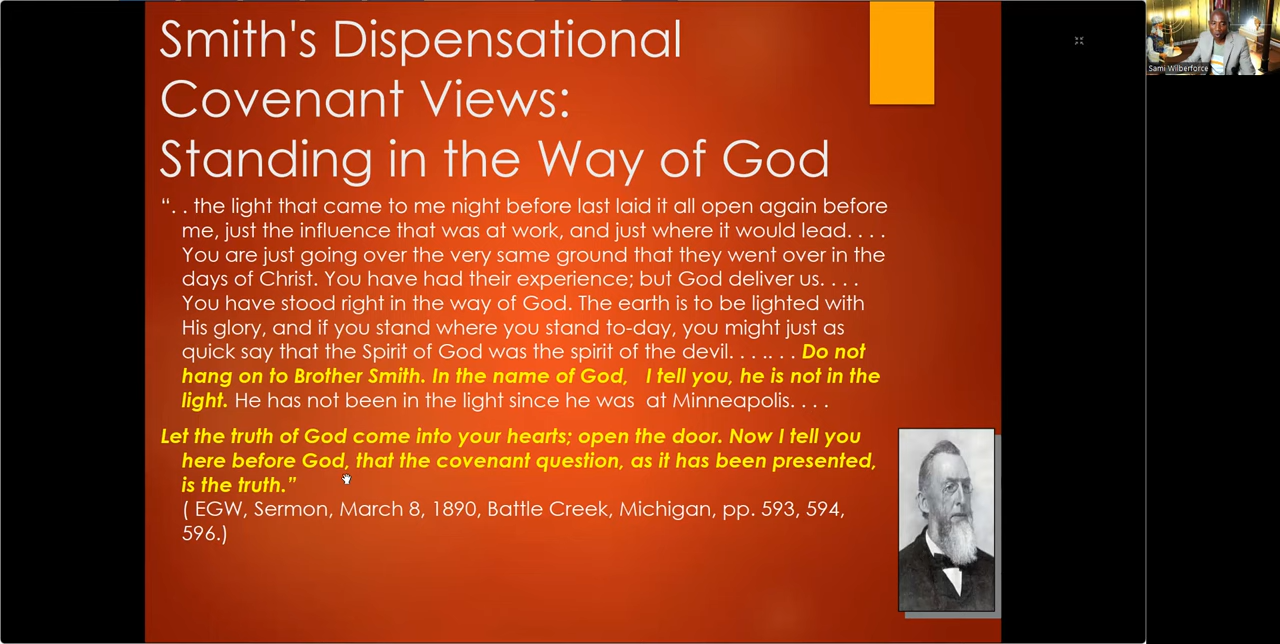 Smith's Dispensational
Covenant Views:
Standing in the Way of God
“. . the light that came to me night before last laid it all open again before
me, just the influence that was at work, and just where it would lead. . . .
You are just going over the very same ground that they went over in the
days of Christ. You have had their experience; but God deliver us. . . .
You have stood right in the way of God. The earth is to be lighted with
His glory, and if you stand where you stand to-day, you might just as
quick say that the Spirit of God was the spirit of the devil. . . . .. . . Do not
hang on to Brother Smith. In the name of God, I tell you, he is not in the
light. He has not been in the light since he was at Minneapolis. . . .
Let the truth of God come into your hearts; open the door. Now I tell you
here before God, that the covenant question, as it has been presented,
is the truth.”
( EGW, Sermon, March 8, 1890, Battle Creek, Michigan, pp. 593, 594,
596.)
Sami Wilberforce